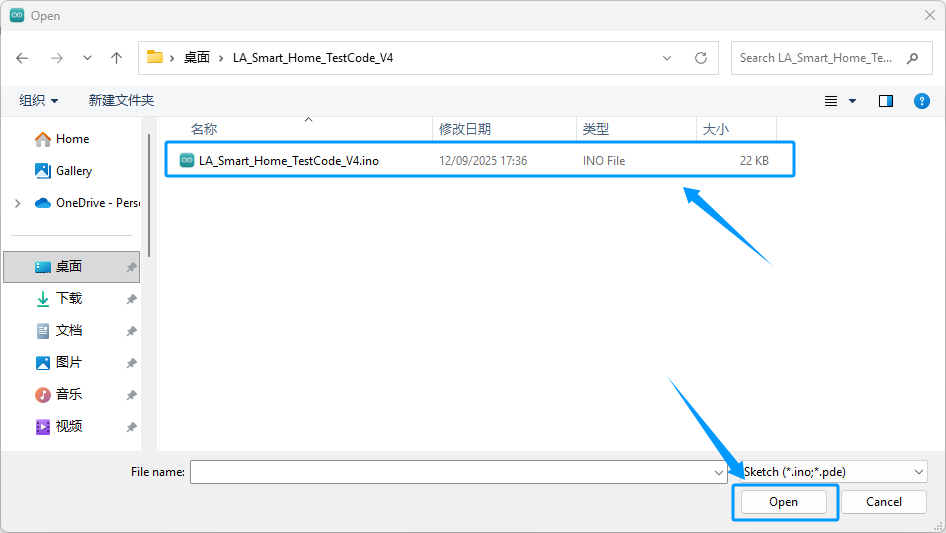 Open
桌面 > LA_Smart_Home_TestCode_V4
Search LA_Smart_Home_Te...
组织 新建文件夹
名称 修改日期 类型 大小
LA_Smart_Home_TestCode_V4.ino 12/09/2025 17:36 INO File 22 KB
Home
Gallery
OneDrive - Pers
桌面
下载
文档
图片
音乐
视频
File name: Sketch (*.ino;*.pde)
Open Cancel